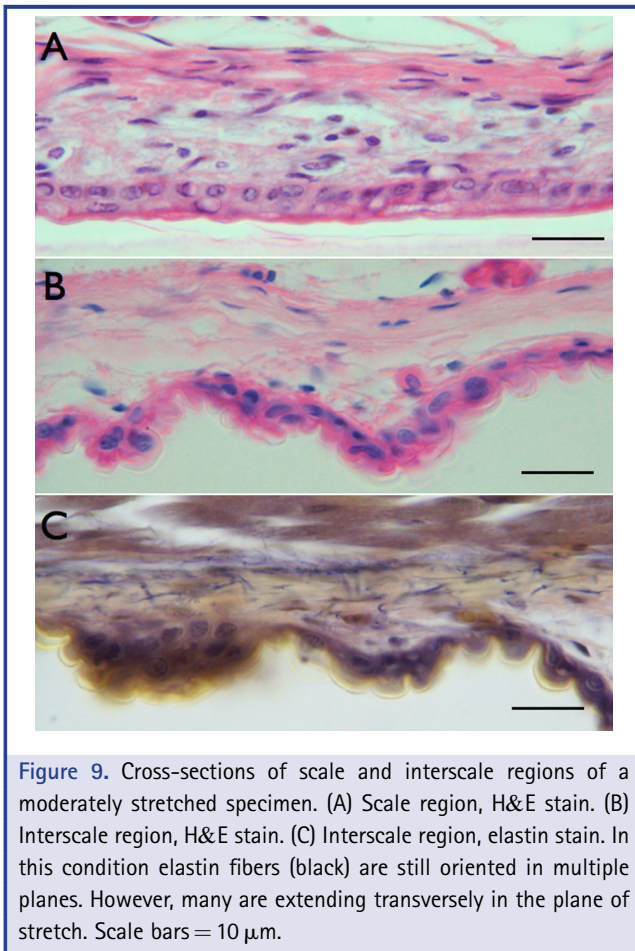 A
B
C
Figure 9. Cross-sections of scale and interscale regions of a
moderately stretched specimen. (A) Scale region, H&E stain. (B)
Interscale region, H&E stain. (C) Interscale region, elastin stain. In
this condition elastin fibers (black) are still oriented in multiple
planes. However, many are extending transversely in the plane of
stretch. Scale bars = 10 μm.